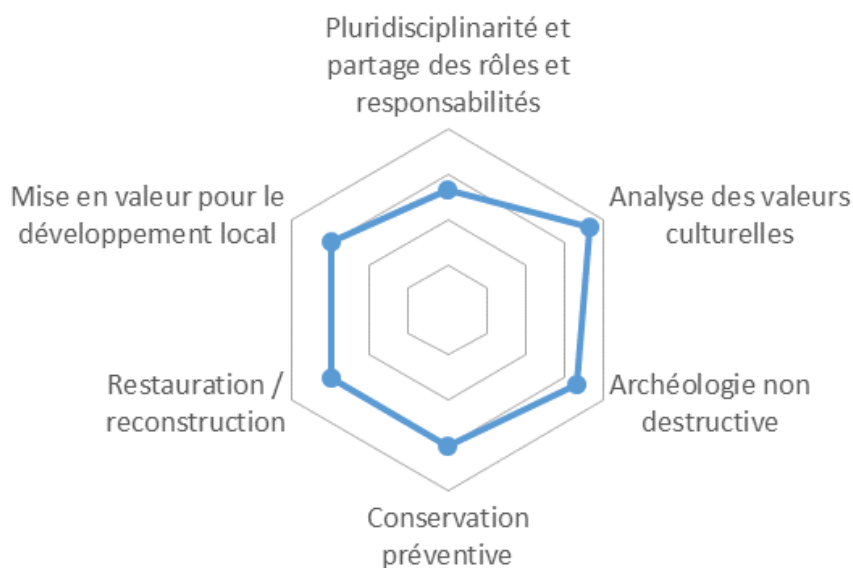 Pluridisciplinarité et
partage des rôles et
responsabilités
Analyse des valeurs
culturelles
Archéologie non
destructive
Conservation
préventive
Restauration /
reconstruction
Mise en valeur pour le
développement local